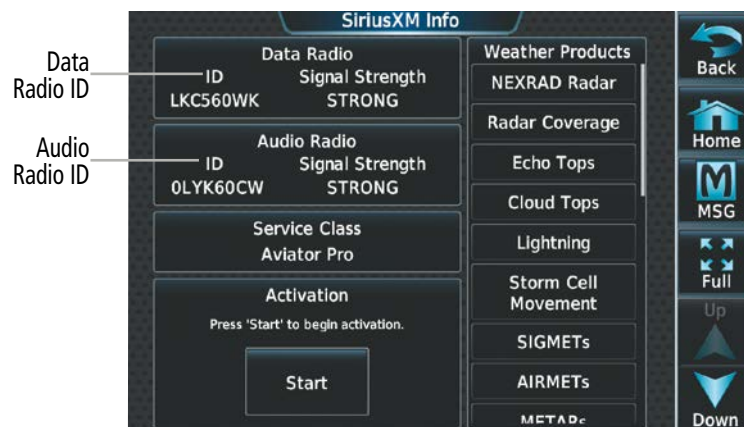 SiriusXM Info
Data
Radio ID
Data Radio
ID Signal Strength
LKC560WK STRONG
Audio
Radio ID
Audio Radio
ID Signal Strength
0LYK60CW STRONG
Service Class
Aviator Pro
Activation
Press 'Start' to begin activation.
Start
Weather Products
NEXRAD Radar
Radar Coverage
Echo Tops
Cloud Tops
Lightning
Storm Cell
Movement
SIGMETs
AIRMETs
METARs
Back
Home
MSG
Full
Up
Down